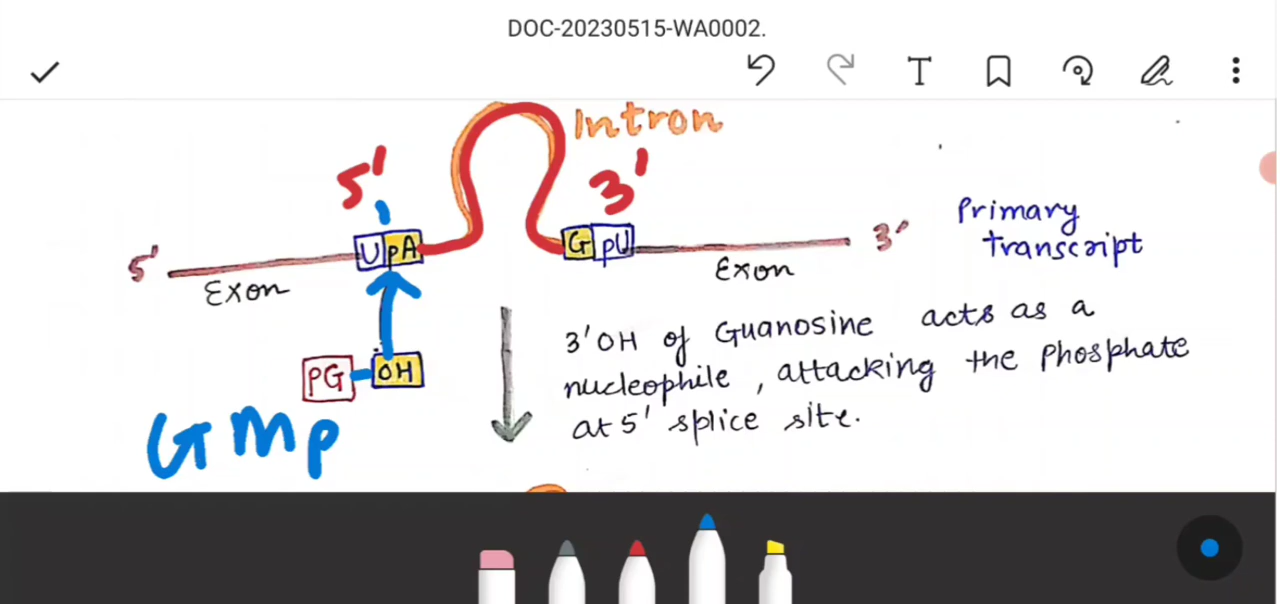 DOC-20230515-WA0002.
T
Intron
5'
3'
UpA
GpU
5'
3'
Primary
transcript
Exon
Exon
PG-OH
3'OH of Guanosine acts as a
nucleophile, attacking the phosphate
at 5' splice site.
GMP